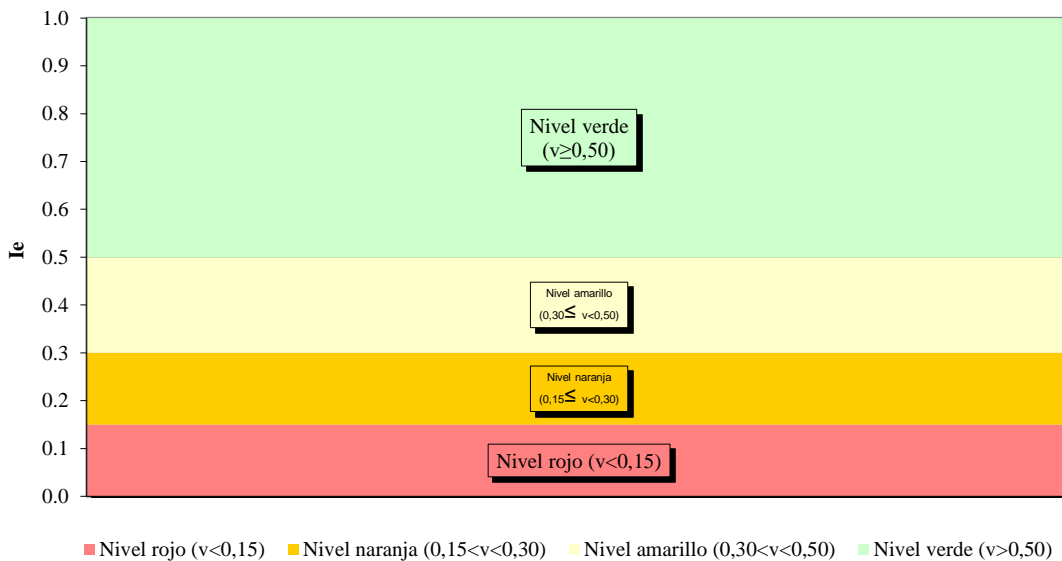 1.0
0.9
0.8
0.7
0.6
0.5
0.4
0.3
0.2
0.1
0.0
Ie
Nivel verde
(v≥0,50)
Nivel amarillo
(0,30≤ v<0,50)
Nivel naranja
(0,15≤ v<0,30)
Nivel rojo (v<0,15)
Nivel rojo (v<0,15) Nivel naranja (0,15<v<0,30) Nivel amarillo (0,30<v<0,50) Nivel verde (v>0,50)